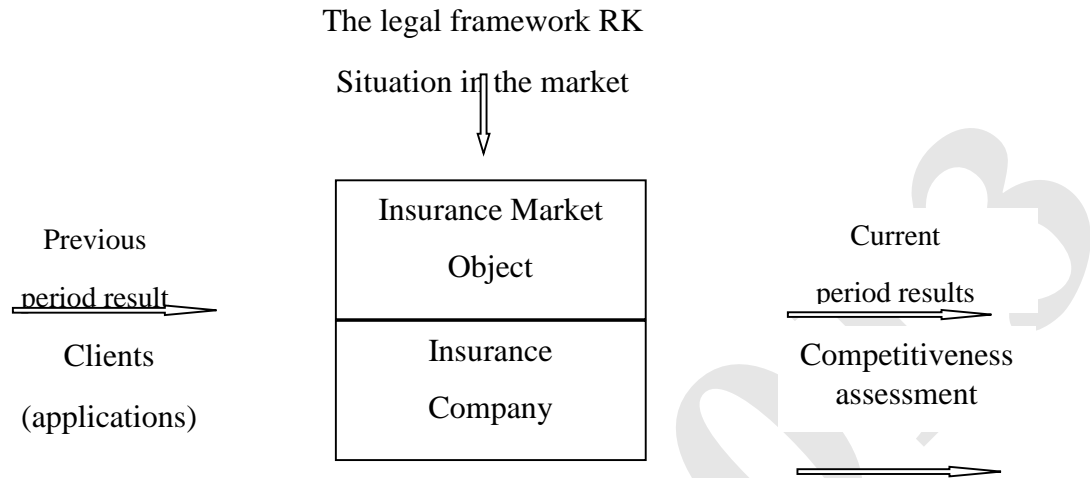 The legal framework RK
Situation in the market
Insurance Market
Object
Previous
period result
Clients
(applications)
Insurance
Company
Current
period results
Competitiveness
assessment